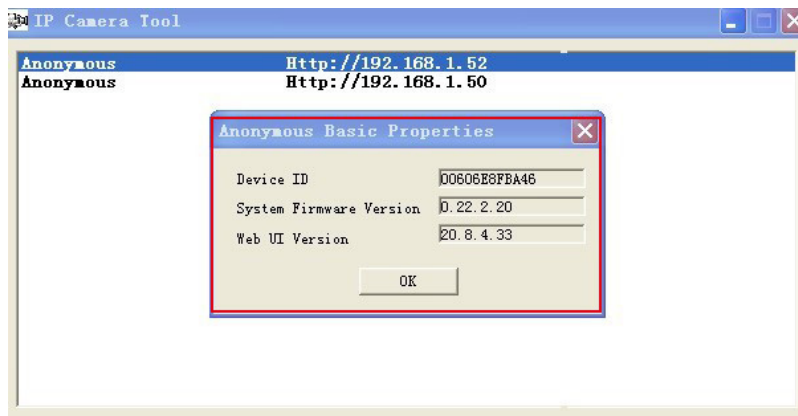 IP Camera Tool
Anonymous Http://192.168.1.52
Anonymous Http://192.168.1.50
Anonymous Basic Properties
Device ID 00606E8FBA46
System Firmware Version 0.22.2.20
Web UI Version 20.8.4.33
OK